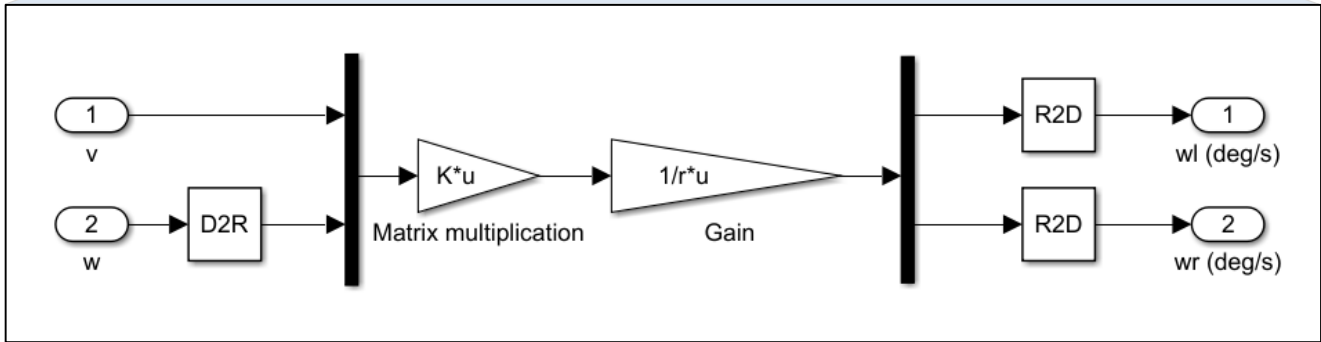 1
v
2
w
D2R
K*u
Matrix multiplication
1/r*u
Gain
R2D
1
wl (deg/s)
R2D
2
wr (deg/s)